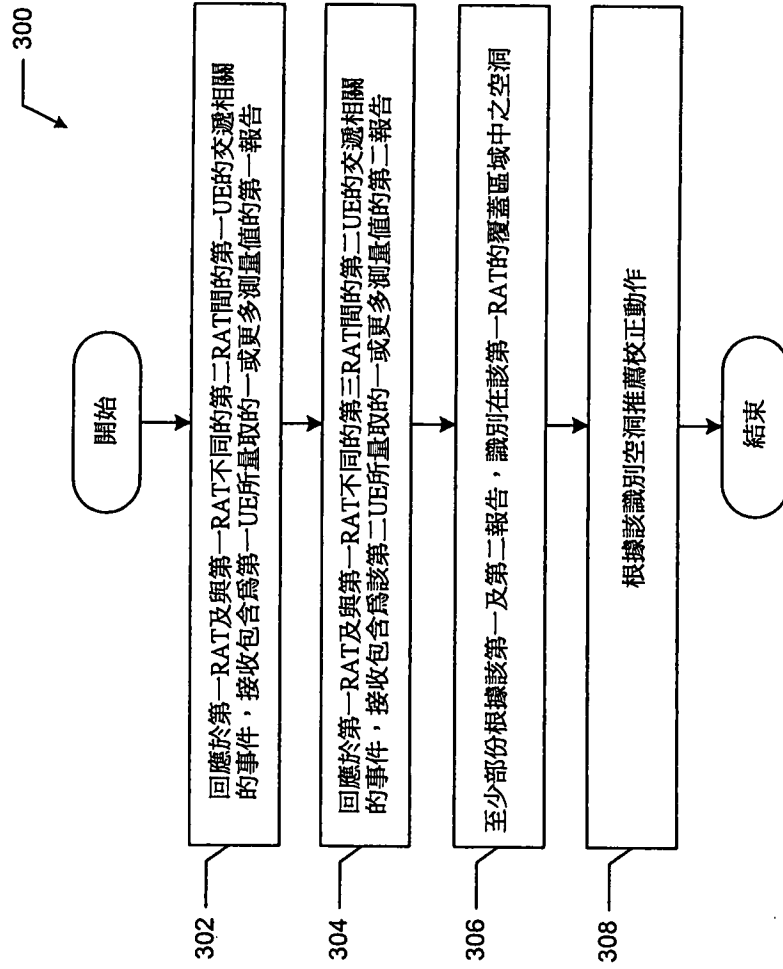 300
開始
302
回應於第一RAT及與第一RAT不同的第二RAT間的第一UE的交遞相關
的事件，接收包含為第一UE所量取的一或更多測量值的第一報告
304
回應於第一RAT及與第一RAT不同的第三RAT間的第二UE的交遞相關
的事件，接收包含為該第二UE所量取的一或更多測量值的第二報告
306
至少部份根據該第一及第二報告，識別在該第一RAT的覆蓋區域中之空洞
308
根據該識別空洞推薦校正動作
結束